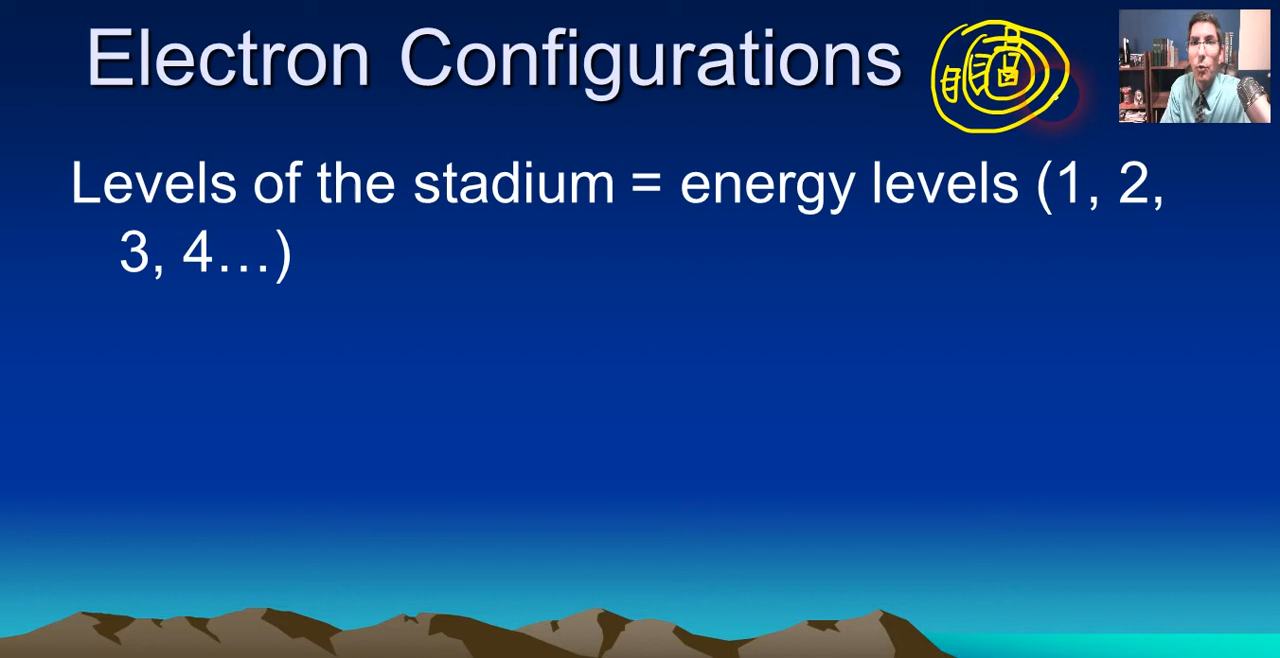 Electron Configurations
Levels of the stadium = energy levels (1, 2,
3, 4…)